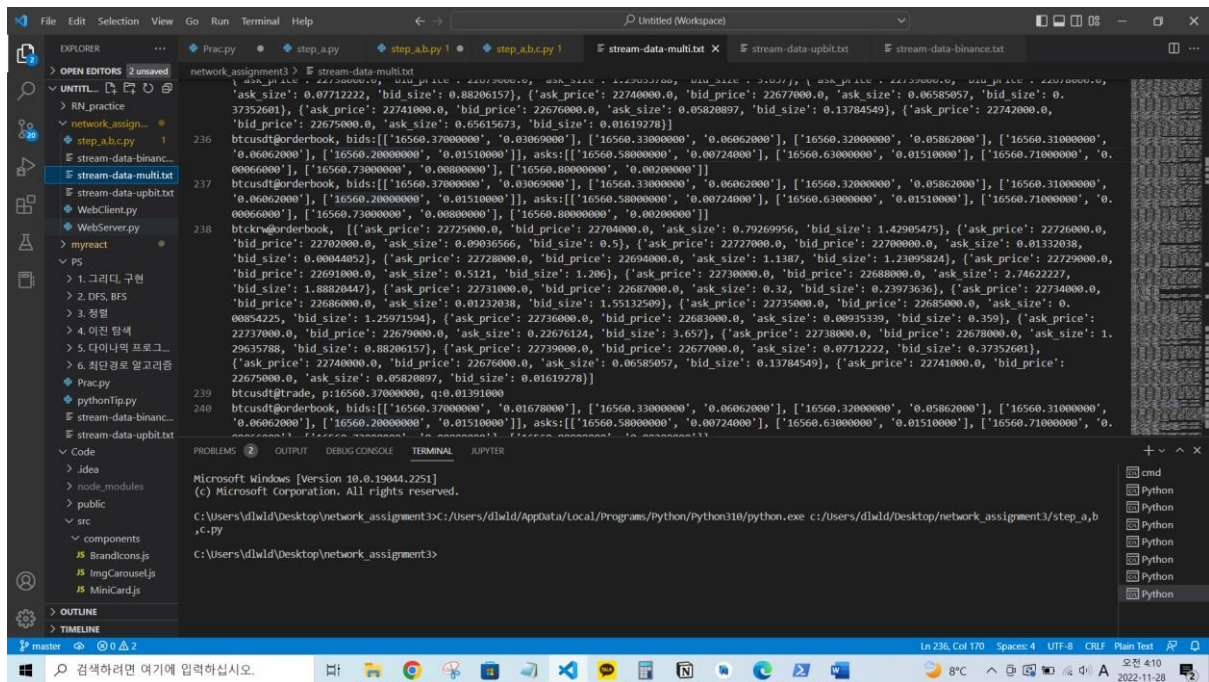 File Edit Selection View Go Run Terminal Help
Untitled (Workspace)
EXPLORER
Prac.py
step_a.py
step_a,b.py 1
step_a,b,c.py 1
stream-data-multi.txt
stream-data-upbit.txt
stream-data-binance.txt
OPEN EDITORS 2 unsaved
UNTITL...
RN_practice
network_assign...
step_a,b,c.py 1
stream-data-binanc...
stream-data-multi.txt
stream-data-upbit.txt
WebClient.py
WebServer.py
myreact
PS
1. 그리디, 구현
2. DFS, BFS
3. 정렬
4. 이진 탐색
5. 다이나믹 프로그...
6. 최단경로 알고리즘
Prac.py
pythonTip.py
stream-data-binanc...
stream-data-upbit.txt
Code
.idea
node_modules
public
src
components
BrandIcons.js
ImgCarousel.js
MiniCard.js
OUTLINE
TIMELINE
network_assignment3 > stream-data-multi.txt
'ask_size': 0.07712222, 'bid_size': 0.88206157}, {'ask_price': 22740000.0, 'bid_price': 22677000.0, 'ask_size': 0.06585057, 'bid_size': 0.
37352601}, {'ask_price': 22741000.0, 'bid_price': 22676000.0, 'ask_size': 0.05820897, 'bid_size': 0.13784549}, {'ask_price': 22742000.0,
'bid_price': 22675000.0, 'ask_size': 0.65615673, 'bid_size': 0.01619278}]
236 btcusdt@orderbook, bids:[['16560.37000000', '0.03069000'], ['16560.33000000', '0.06062000'], ['16560.32000000', '0.05862000'], ['16560.31000000',
'0.06062000'], ['16560.20000000', '0.01510000']], asks:[['16560.58000000', '0.00724000'], ['16560.63000000', '0.01510000'], ['16560.71000000', '0.
00066000'], ['16560.73000000', '0.00800000'], ['16560.80000000', '0.00200000']]
237 btcusdt@orderbook, bids:[['16560.37000000', '0.03069000'], ['16560.33000000', '0.06062000'], ['16560.32000000', '0.05862000'], ['16560.31000000',
'0.06062000'], ['16560.20000000', '0.01510000']], asks:[['16560.58000000', '0.00724000'], ['16560.63000000', '0.01510000'], ['16560.71000000', '0.
00066000'], ['16560.73000000', '0.00800000'], ['16560.80000000', '0.00200000']]
238 btckrw@orderbook, [{'ask_price': 22725000.0, 'bid_price': 22704000.0, 'ask_size': 0.79269956, 'bid_size': 1.42905475}, {'ask_price': 22726000.0,
'bid_price': 22702000.0, 'ask_size': 0.09036566, 'bid_size': 0.5}, {'ask_price': 22727000.0, 'bid_price': 22700000.0, 'ask_size': 0.01332038,
'bid_size': 0.00044052}, {'ask_price': 22728000.0, 'bid_price': 22694000.0, 'ask_size': 1.1387, 'bid_size': 1.23095824}, {'ask_price': 22729000.0,
'bid_price': 22691000.0, 'ask_size': 0.5121, 'bid_size': 1.206}, {'ask_price': 22730000.0, 'bid_price': 22688000.0, 'ask_size': 2.74622227,
'bid_size': 1.88820447}, {'ask_price': 22731000.0, 'bid_price': 22687000.0, 'ask_size': 0.32, 'bid_size': 0.23973636}, {'ask_price': 22734000.0,
'bid_price': 22686000.0, 'ask_size': 0.01232038, 'bid_size': 1.55132509}, {'ask_price': 22735000.0, 'bid_price': 22685000.0, 'ask_size': 0.
00854225, 'bid_size': 1.25971594}, {'ask_price': 22736000.0, 'bid_price': 22683000.0, 'ask_size': 0.00935339, 'bid_size': 0.359}, {'ask_price':
22737000.0, 'bid_price': 22679000.0, 'ask_size': 0.22676124, 'bid_size': 3.657}, {'ask_price': 22738000.0, 'bid_price': 22678000.0, 'ask_size': 1.
29635788, 'bid_size': 0.88206157}, {'ask_price': 22739000.0, 'bid_price': 22677000.0, 'ask_size': 0.07712222, 'bid_size': 0.37352601},
{'ask_price': 22740000.0, 'bid_price': 22676000.0, 'ask_size': 0.06585057, 'bid_size': 0.13784549}, {'ask_price': 22741000.0, 'bid_price':
22675000.0, 'ask_size': 0.05820897, 'bid_size': 0.01619278}]
239 btcusdt@trade, p:16560.37000000, q:0.01391000
240 btcusdt@orderbook, bids:[['16560.37000000', '0.01678000'], ['16560.33000000', '0.06062000'], ['16560.32000000', '0.05862000'], ['16560.31000000',
'0.06062000'], ['16560.20000000', '0.01510000']], asks:[['16560.58000000', '0.00724000'], ['16560.63000000', '0.01510000'], ['16560.71000000', '0.
PROBLEMS 2 OUTPUT DEBUG CONSOLE TERMINAL JUPYTER
Microsoft Windows [Version 10.0.19044.2251]
(c) Microsoft Corporation. All rights reserved.
C:\Users\dlwld\Desktop\network_assignment3>C:/Users/dlwld/AppData/Local/Programs/Python/Python310/python.exe c:/Users/dlwld/Desktop/network_assignment3/step_a,b
,c.py
C:\Users\dlwld\Desktop\network_assignment3>
cmd
Python
Python
Python
Python
Python
Python
Python
master 0 2
Ln 236, Col 170 Spaces: 4 UTF-8 CRLF Plain Text
검색하려면 여기에 입력하십시오.
8°C
A
오전 4:10
2022-11-28